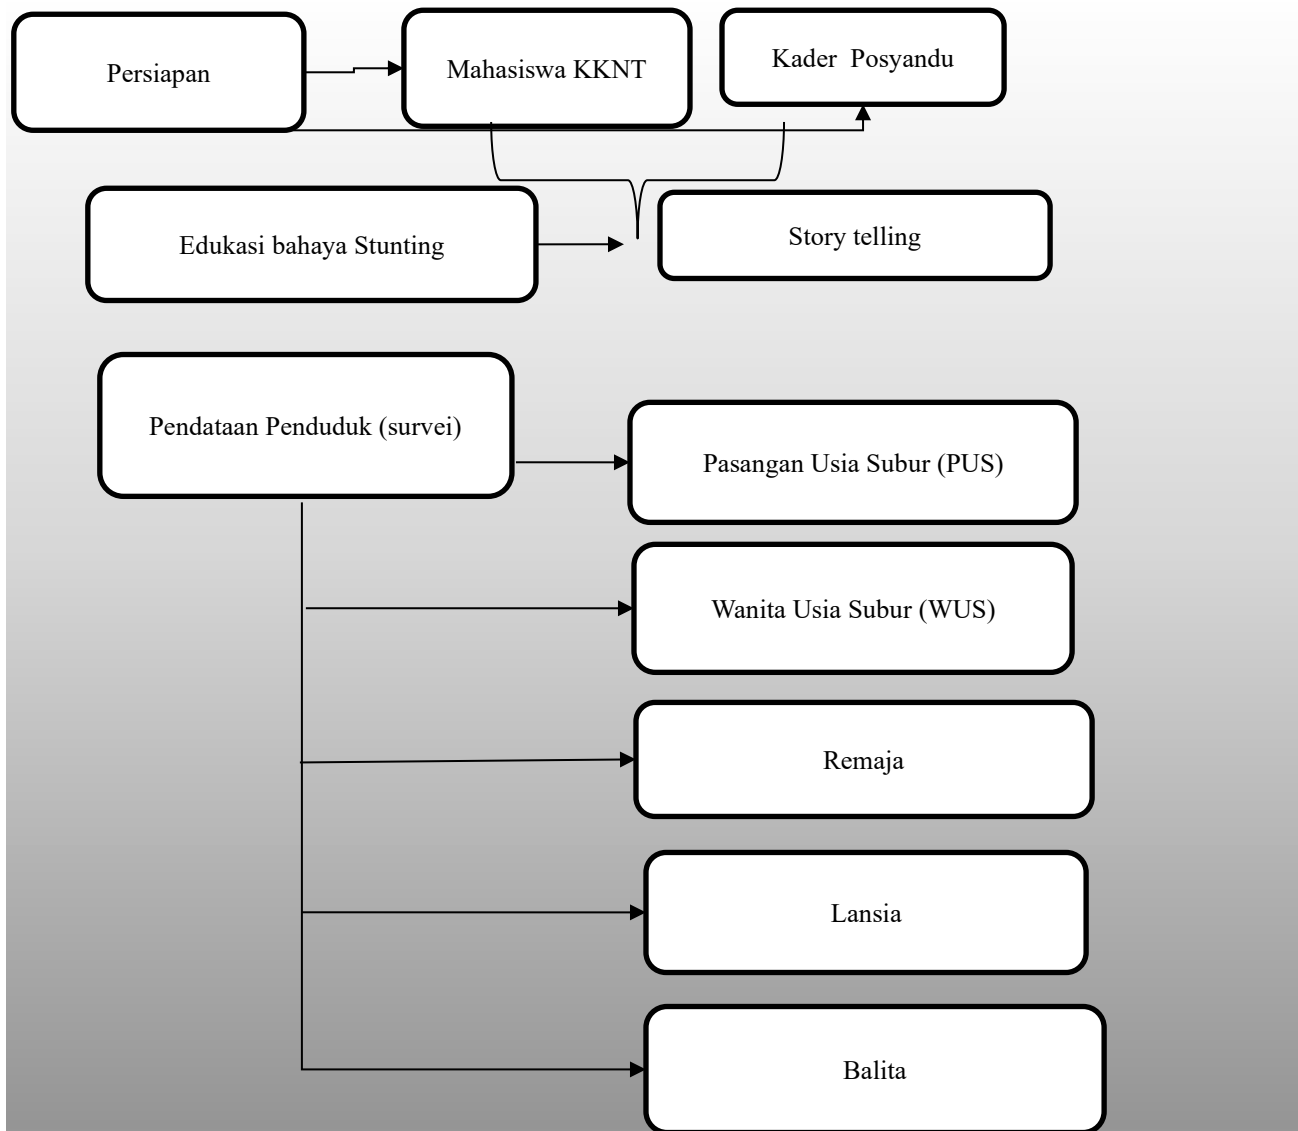 Persiapan
Mahasiswa KKNT
Kader  Posyandu
Edukasi bahaya Stunting
Story telling
Pendataan Penduduk (survei)
Pasangan Usia Subur (PUS)
Wanita Usia Subur (WUS)
Remaja
Lansia
Balita